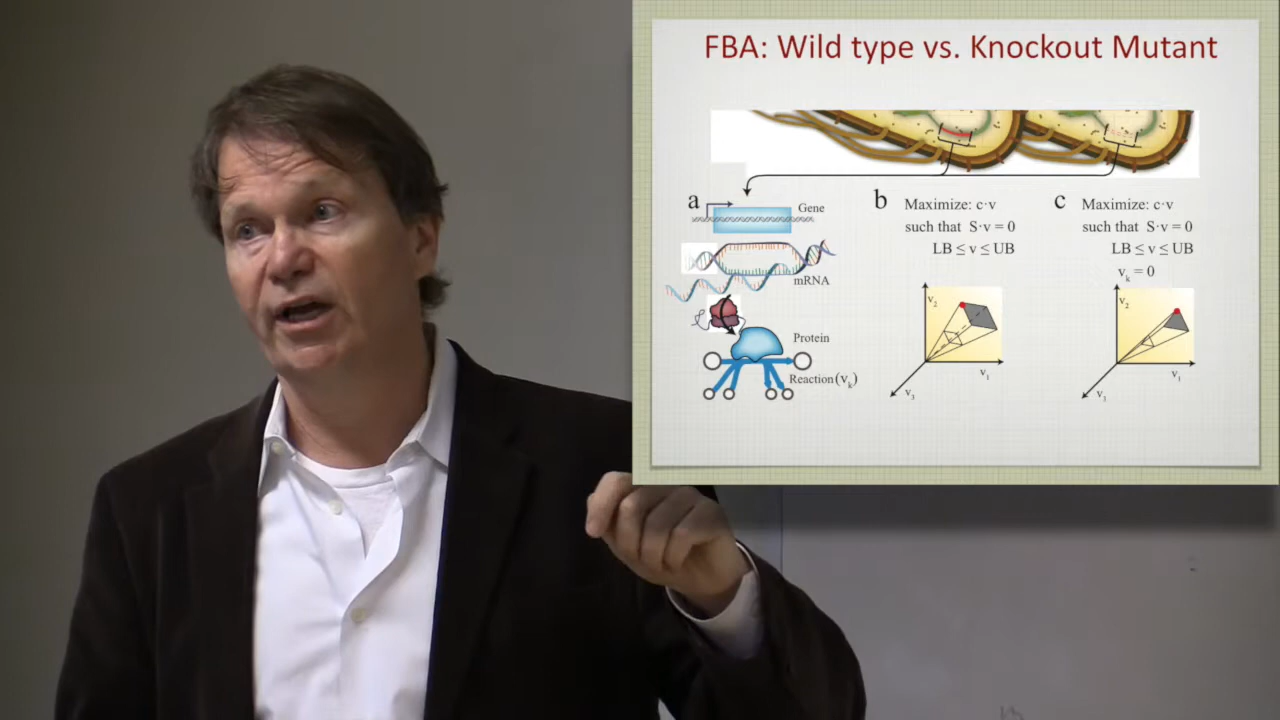 FBA: Wild type vs. Knockout Mutant
a
Gene
mRNA
Protein
Reaction (vk)
b
Maximize: c·v
such that S·v = 0
LB ≤ v ≤ UB
v2
v1
v3
c
Maximize: c·v
such that S·v = 0
LB ≤ v ≤ UB
vk = 0
v2
v1
v3